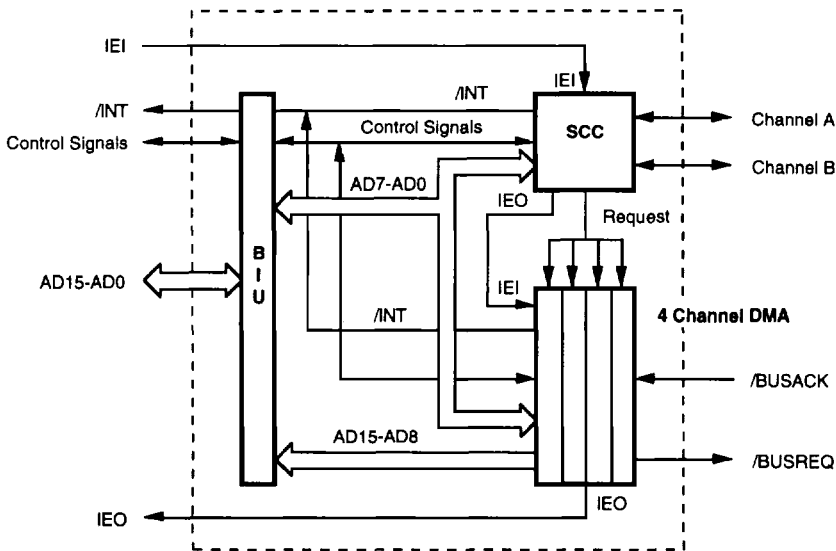 IEI
/INT
IEI
/INT
Control Signals
Control Signals
SCC
Channel A
Channel B
AD7-AD0
IEO
Request
B
I
U
AD15-AD0
IEI
/INT
4 Channel DMA
/BUSACK
AD15-AD8
/BUSREQ
IEO
IEO